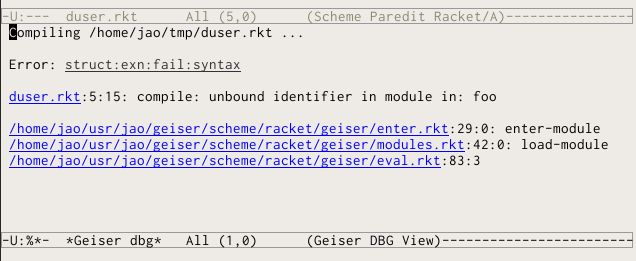 -U:--- duser.rkt All (5,0) (Scheme Paredit Racket/A)----------------
Compiling /home/jao/tmp/duser.rkt ...
Error: struct:exn:fail:syntax
duser.rkt:5:15: compile: unbound identifier in module in: foo
/home/jao/usr/jao/geiser/scheme/racket/geiser/enter.rkt:29:0: enter-module
/home/jao/usr/jao/geiser/scheme/racket/geiser/modules.rkt:42:0: load-module
/home/jao/usr/jao/geiser/scheme/racket/geiser/eval.rkt:83:3
-U:%*- *Geiser dbg* All (1,0) (Geiser DBG View)------------------------